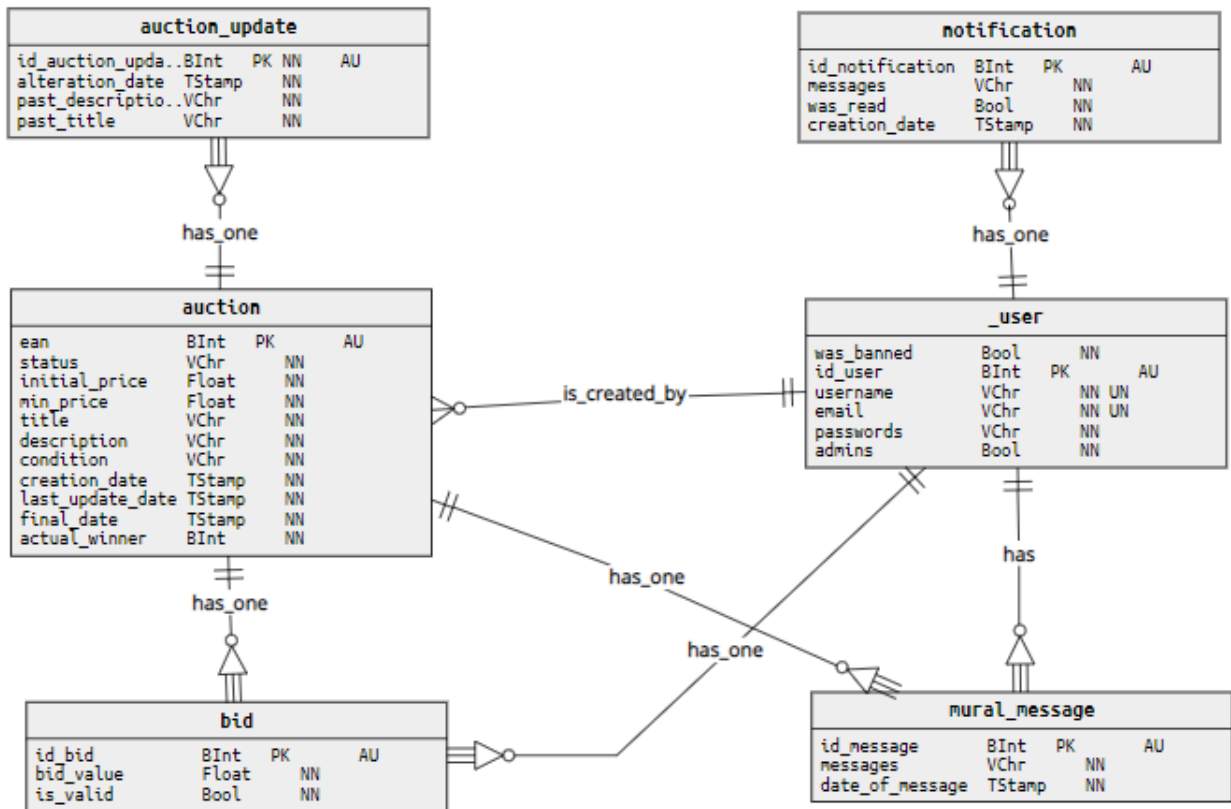 auction_update
id_auction_upda..BInt PK NN AU
alteration_date TStamp NN
past_descriptio..VChr NN
past_title VChr NN
notification
id_notification BInt PK AU
messages VChr NN
was_read Bool NN
creation_date TStamp NN
has_one
has_one
auction
ean BInt PK AU
status VChr NN
initial_price Float NN
min_price Float NN
title VChr NN
description VChr NN
condition VChr NN
creation_date TStamp NN
last_update_date TStamp NN
final_date TStamp NN
actual_winner BInt NN
is_created_by
_user
was_banned Bool NN
id_user BInt PK AU
username VChr NN UN
email VChr NN UN
passwords VChr NN
admins Bool NN
has_one
has_one
has_one
has
bid
id_bid BInt PK AU
bid_value Float NN
is_valid Bool NN
mural_message
id_message BInt PK AU
messages VChr NN
date_of_message TStamp NN